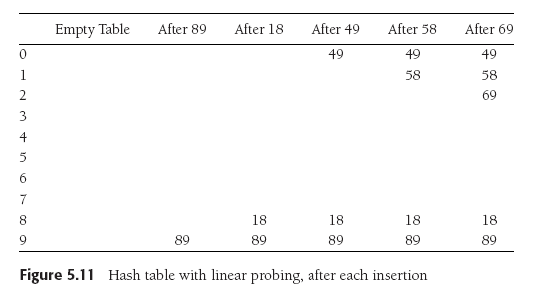 Empty Table After 89 After 18 After 49 After 58 After 69
0 49 49 49
1 58 58
2 69
3
4
5
6
7
8 18 18 18 18
9 89 89 89 89 89
Figure 5.11 Hash table with linear probing, after each insertion